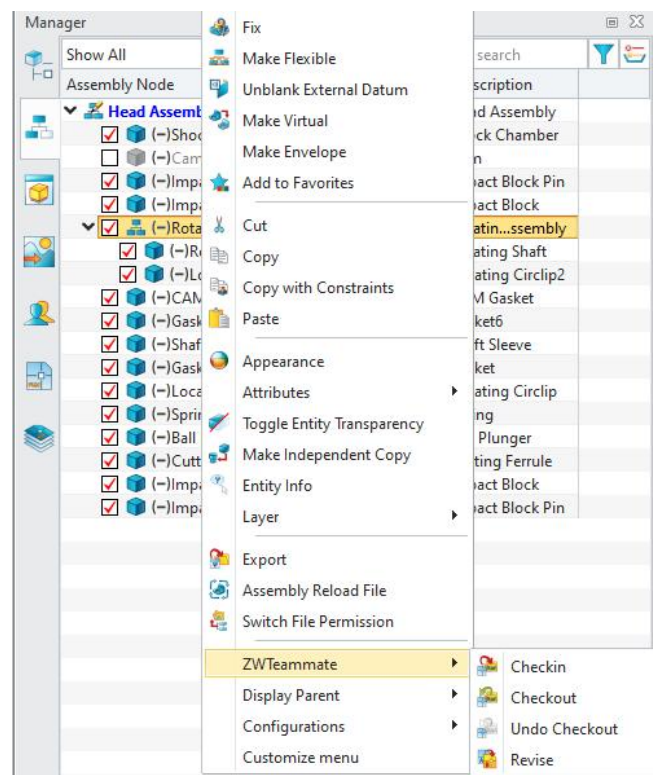 Manager
Show All
search
Assembly Node
scription
Head Assemb
ad Assembly
(-)Shoc
ck Chamber
(-)Cam
(-)Impa
pact Block Pin
(-)Impa
pact Block
(-)Rota
atin...ssembly
(-)Ro
ating Shaft
(-)Lo
ating Circlip2
(-)CAM
M Gasket
(-)Gask
ket6
(-)Shaf
ft Sleeve
(-)Gask
ket
(-)Loca
ating Circlip
(-)Sprin
ng
(-)Ball
Plunger
(-)Cutt
ting Ferrule
(-)Impa
pact Block
(-)Impa
pact Block Pin
Fix
Make Flexible
Unblank External Datum
Make Virtual
Make Envelope
Add to Favorites
Cut
Copy
Copy with Constraints
Paste
Appearance
Attributes
Toggle Entity Transparency
Make Independent Copy
Entity Info
Layer
Export
Assembly Reload File
Switch File Permission
ZWTeammate
Display Parent
Configurations
Customize menu
Checkin
Checkout
Undo Checkout
Revise